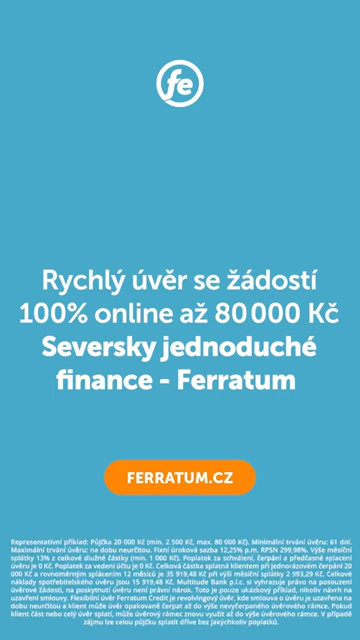 fe
Rychlý úvěr se žádostí
100% online až 80 000 Kč
Seversky jednoduché
finance - Ferratum
FERRATUM.CZ
Representativní příklad: Půjčka 20 000 Kč (min. 2 500 Kč, max. 80 000 Kč). Minimální trvání úvěru: 61 dní.
Maximální trvání úvěru: na dobu neurčitou. Fixní úroková sazba 12,25% p.m. RPSN 299,98%. Výše měsíční
splátky 13% z celkové dlužné částky (min. 1 000 Kč). Poplatek za schválení, čerpání a předčasné splacení
úvěru je 0 Kč. Poplatek za vedení účtu je 0 Kč. Celková částka splatná klientem při jednorázovém čerpání 20
000 Kč a rovnoměrným splácením 12 měsíců je 35 919,48 Kč při výši měsíční splátky 2 993,29 Kč. Celkové
náklady spotřebitelského úvěru jsou 15 919,48 Kč. Multitude Bank p.l.c. si vyhrazuje právo na posouzení
úvěrové žádosti, na poskytnutí úvěru není právní nárok. Toto je pouze ukázkový příklad, nikoliv návrh na
uzavření smlouvy. Flexibilní úvěr Ferratum Credit je revolvingový úvěr, kde smlouva o úvěru je uzavřena na
dobu neurčitou a klient může úvěr opakovaně čerpat až do výše nevyčerpaného úvěrového rámce. Pokud
klient část nebo celý úvěr splatí, může úvěrový rámec znovu využít až do výše úvěrového rámce. V případě
zájmu lze celou půjčku splatit dříve bez jakýchkoliv poplatků.